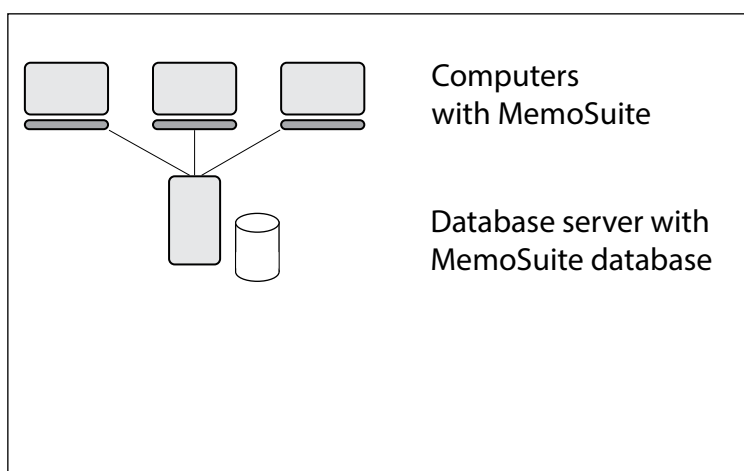 Computers
with MemoSuite
Database server with
MemoSuite database